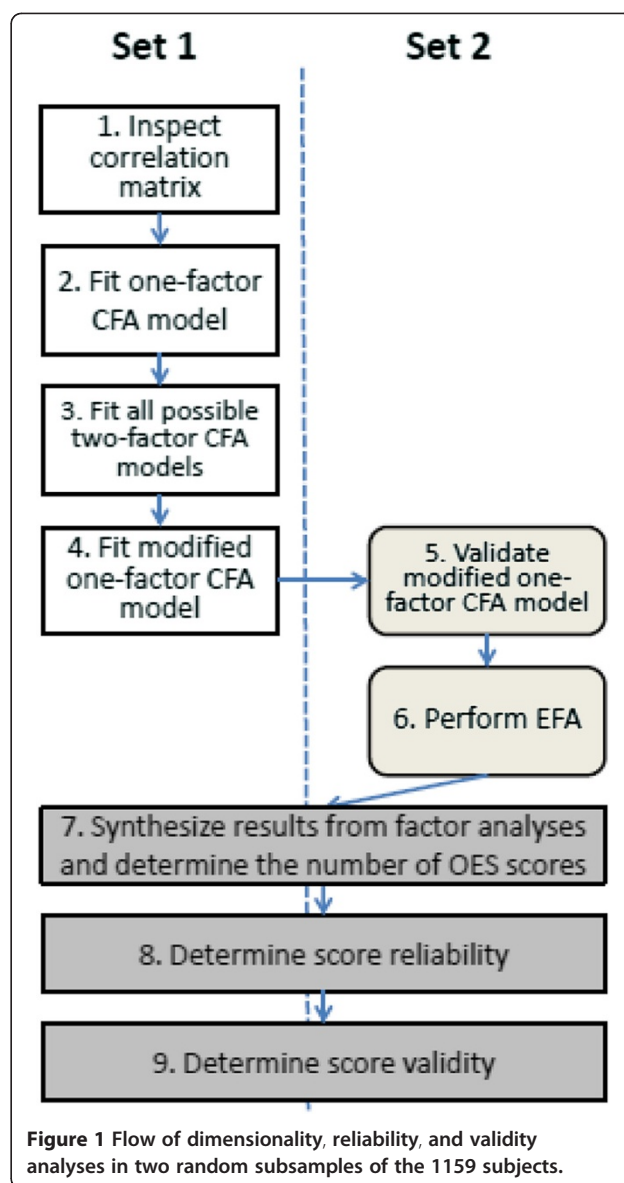 Set 1
Set 2
1. Inspect
correlation
matrix
2. Fit one-factor
CFA model
3. Fit all possible
two-factor CFA
models
4. Fit modified
one-factor CFA
model
5. Validate
modified one-
factor CFA model
6. Perform EFA
7. Synthesize results from factor analyses
and determine the number of OES scores
8. Determine score reliability
9. Determine score validity
Figure 1 Flow of dimensionality, reliability, and validity
analyses in two random subsamples of the 1159 subjects.